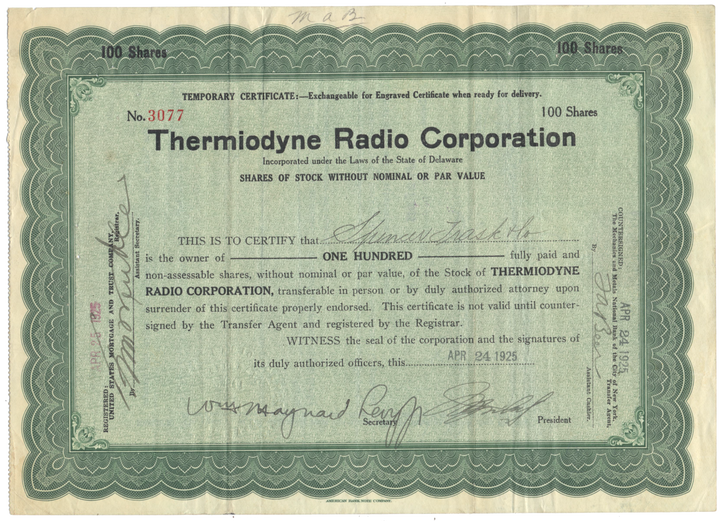 M a B
100 Shares 100 Shares
TEMPORARY CERTIFICATE:—Exchangeable for Engraved Certificate when ready for delivery.
No. 3077 100 Shares
Thermiodyne Radio Corporation
Incorporated under the Laws of the State of Delaware
SHARES OF STOCK WITHOUT NOMINAL OR PAR VALUE
THIS IS TO CERTIFY that Spencer Trask & Co
is the owner of ONE HUNDRED fully paid and
non-assessable shares, without nominal or par value, of the Stock of THERMIODYNE
RADIO CORPORATION, transferable in person or by duly authorized attorney upon
surrender of this certificate properly endorsed. This certificate is not valid until counter-
signed by the Transfer Agent and registered by the Registrar.
WITNESS the seal of the corporation and the signatures of
its duly authorized officers, this APR 24 1925
Secretary President
REGISTERED:
UNITED STATES MORTGAGE AND TRUST COMPANY,
Registrar,
By
Assistant Secretary.
COUNTERSIGNED:
The Mechanics and Metals National Bank of the City of New York,
Transfer Agent,
APR 24 1925
By
Assistant Cashier.
AMERICAN BANK NOTE COMPANY.